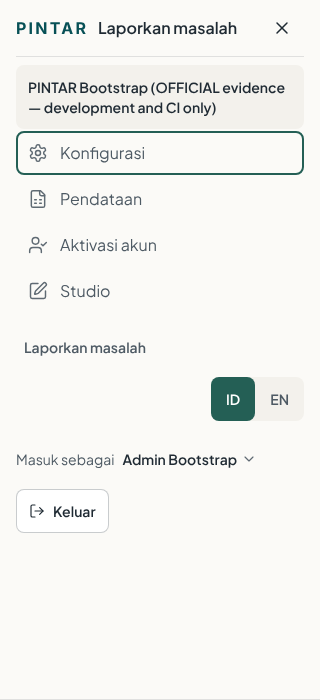 PINTAR Laporkan masalah
PINTAR Bootstrap (OFFICIAL evidence
— development and CI only)
Konfigurasi
Pendataan
Aktivasi akun
Studio
Laporkan masalah
ID EN
Masuk sebagai Admin Bootstrap
Keluar